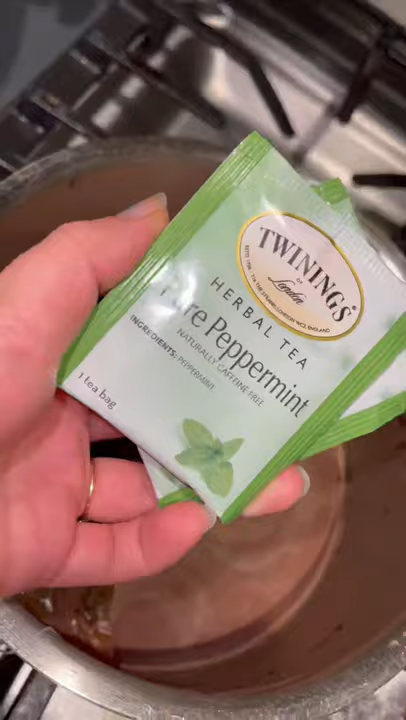 TWININGS®
OF
London
HERBAL TEA
Pure Peppermint
NATURALLY CAFFEINE FREE
INGREDIENTS: PEPPERMINT.
1 tea bag